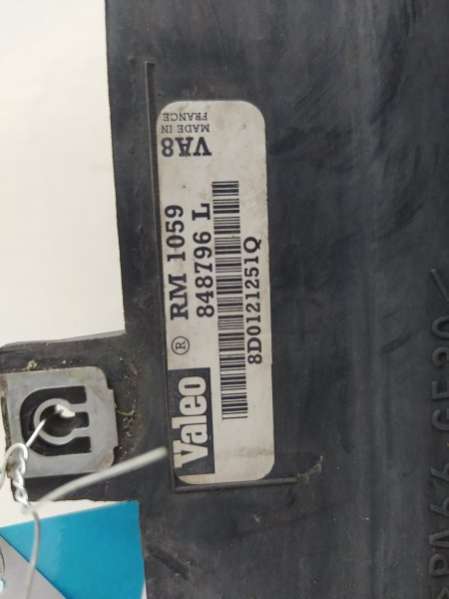 Valeo ® RM 1059 VA8
848796 L
MADE IN
FRANCE
8D0121251Q